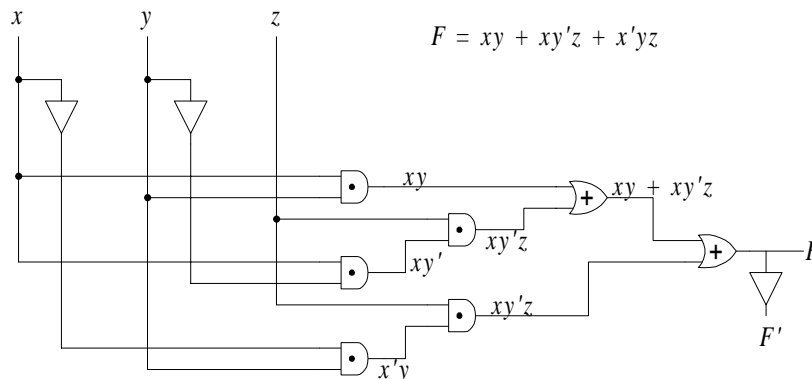 x y z
F = xy + xy'z + x'yz
xy
xy + xy'z
xy'z
xy'
F
xy'z
F'
x'y